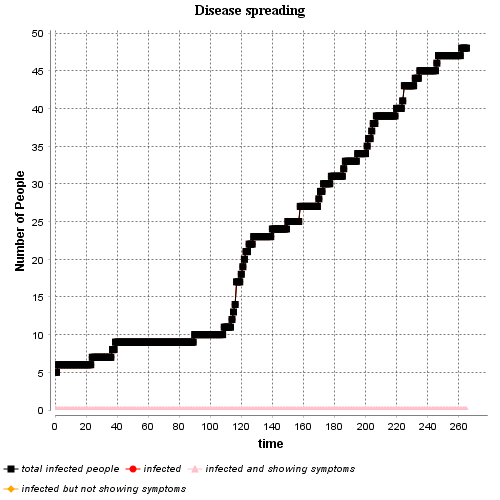 Disease spreading
50
45
40
35
30
25
20
15
10
5
0
Number of People
0 20 40 60 80 100 120 140 160 180 200 220 240 260
time
total infected people infected infected and showing symptoms
infected but not showing symptoms